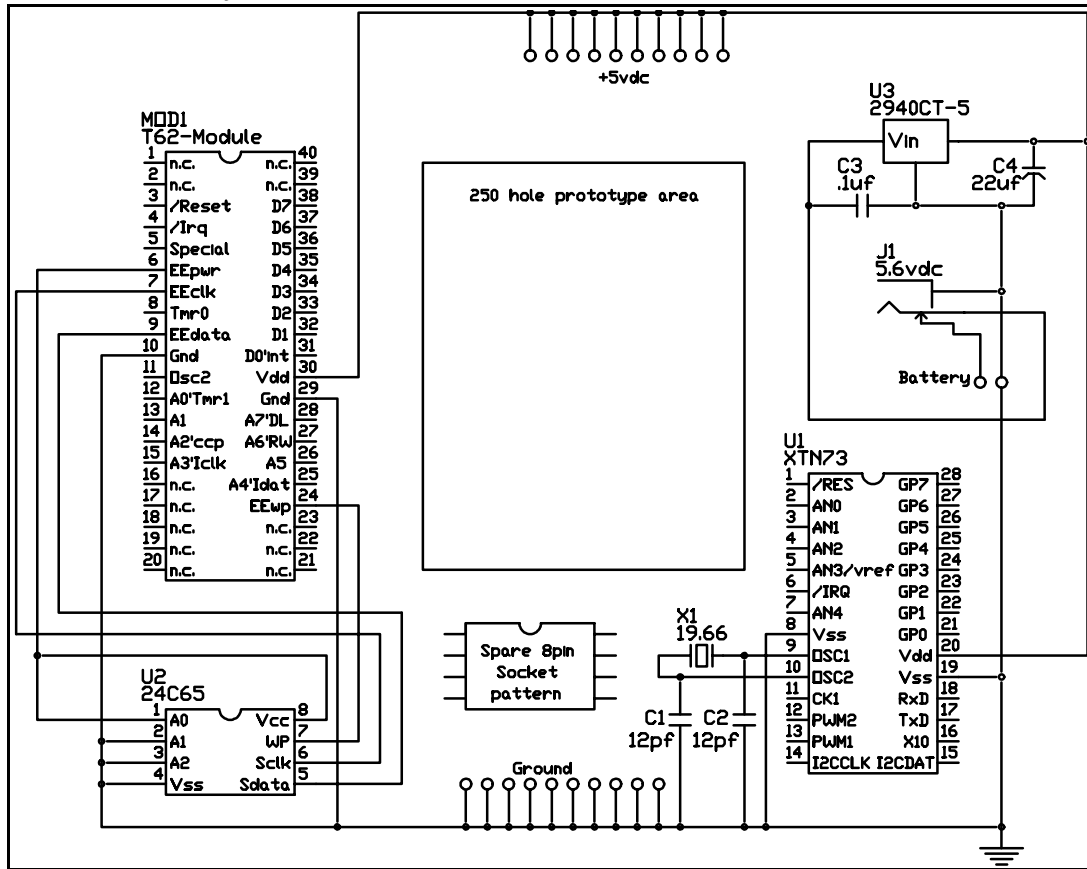 +5vdc
MOD1
T62-Module
1 n.c. n.c. 40
2 n.c. n.c. 39
3 /Reset D7 38
4 /Irq D6 37
5 Special D5 36
6 EEpwr D4 35
7 EEclk D3 34
8 Tmr0 D2 33
9 EEdata D1 32
10 Gnd D0'Int 31
11 Osc2 Vdd 30
12 A0'Tmr1 Gnd 29
13 A1 A7'DL 28
14 A2'ccp A6'RW 27
15 A3'Iclk A5 26
16 n.c. A4'Idat 25
17 n.c. EEwp 24
18 n.c. n.c. 23
19 n.c. n.c. 22
20 n.c. n.c. 21
250 hole prototype area
U3
2940CT-5
Vin
C3
.1uf
C4
22uf
J1
5.6vdc
Battery
U1
XTN73
1 /RES GP7 28
2 AN0 GP6 27
3 AN1 GP5 26
4 AN2 GP4 25
5 AN3/vref GP3 24
6 /IRQ GP2 23
7 AN4 GP1 22
8 Vss GP0 21
9 OSC1 Vdd 20
10 OSC2 Vss 19
11 CK1 RxD 18
12 PWM2 TxD 17
13 PWM1 X10 16
14 I2CCLK I2CDAT 15
X1
19.66
C1
12pf
C2
12pf
Spare 8pin
Socket
pattern
U2
24C65
1 A0 Vcc 8
2 A1 WP 7
3 A2 Sclk 6
4 Vss Sdata 5
Ground